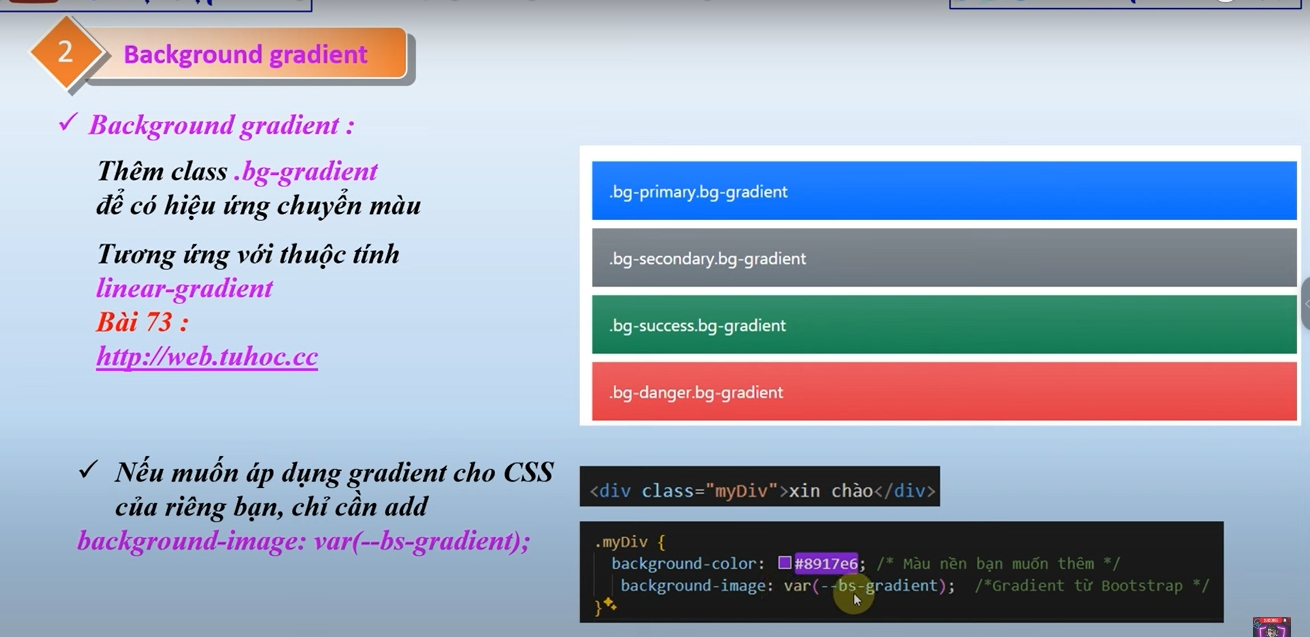 2
Background gradient
✓ Background gradient :
Thêm class .bg-gradient
để có hiệu ứng chuyển màu
Tương ứng với thuộc tính
linear-gradient
Bài 73 :
http://web.tuhoc.cc
.bg-primary.bg-gradient
.bg-secondary.bg-gradient
.bg-success.bg-gradient
.bg-danger.bg-gradient
✓ Nếu muốn áp dụng gradient cho CSS
của riêng bạn, chỉ cần add
background-image: var(--bs-gradient);
<div class="myDiv">xin chào</div>
.myDiv {
background-color: #8917e6; /* Màu nền bạn muốn thêm */
background-image: var(--bs-gradient); /*Gradient từ Bootstrap */
}